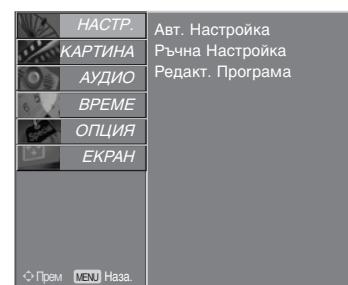 НАСТР.
КАРТИНА
АУДИО
ВРЕМЕ
ОПЦИЯ
ЕКРАН
Авт. Настройка
Ръчна Настройка
Редакт. Програма
Прем MENU Наза.